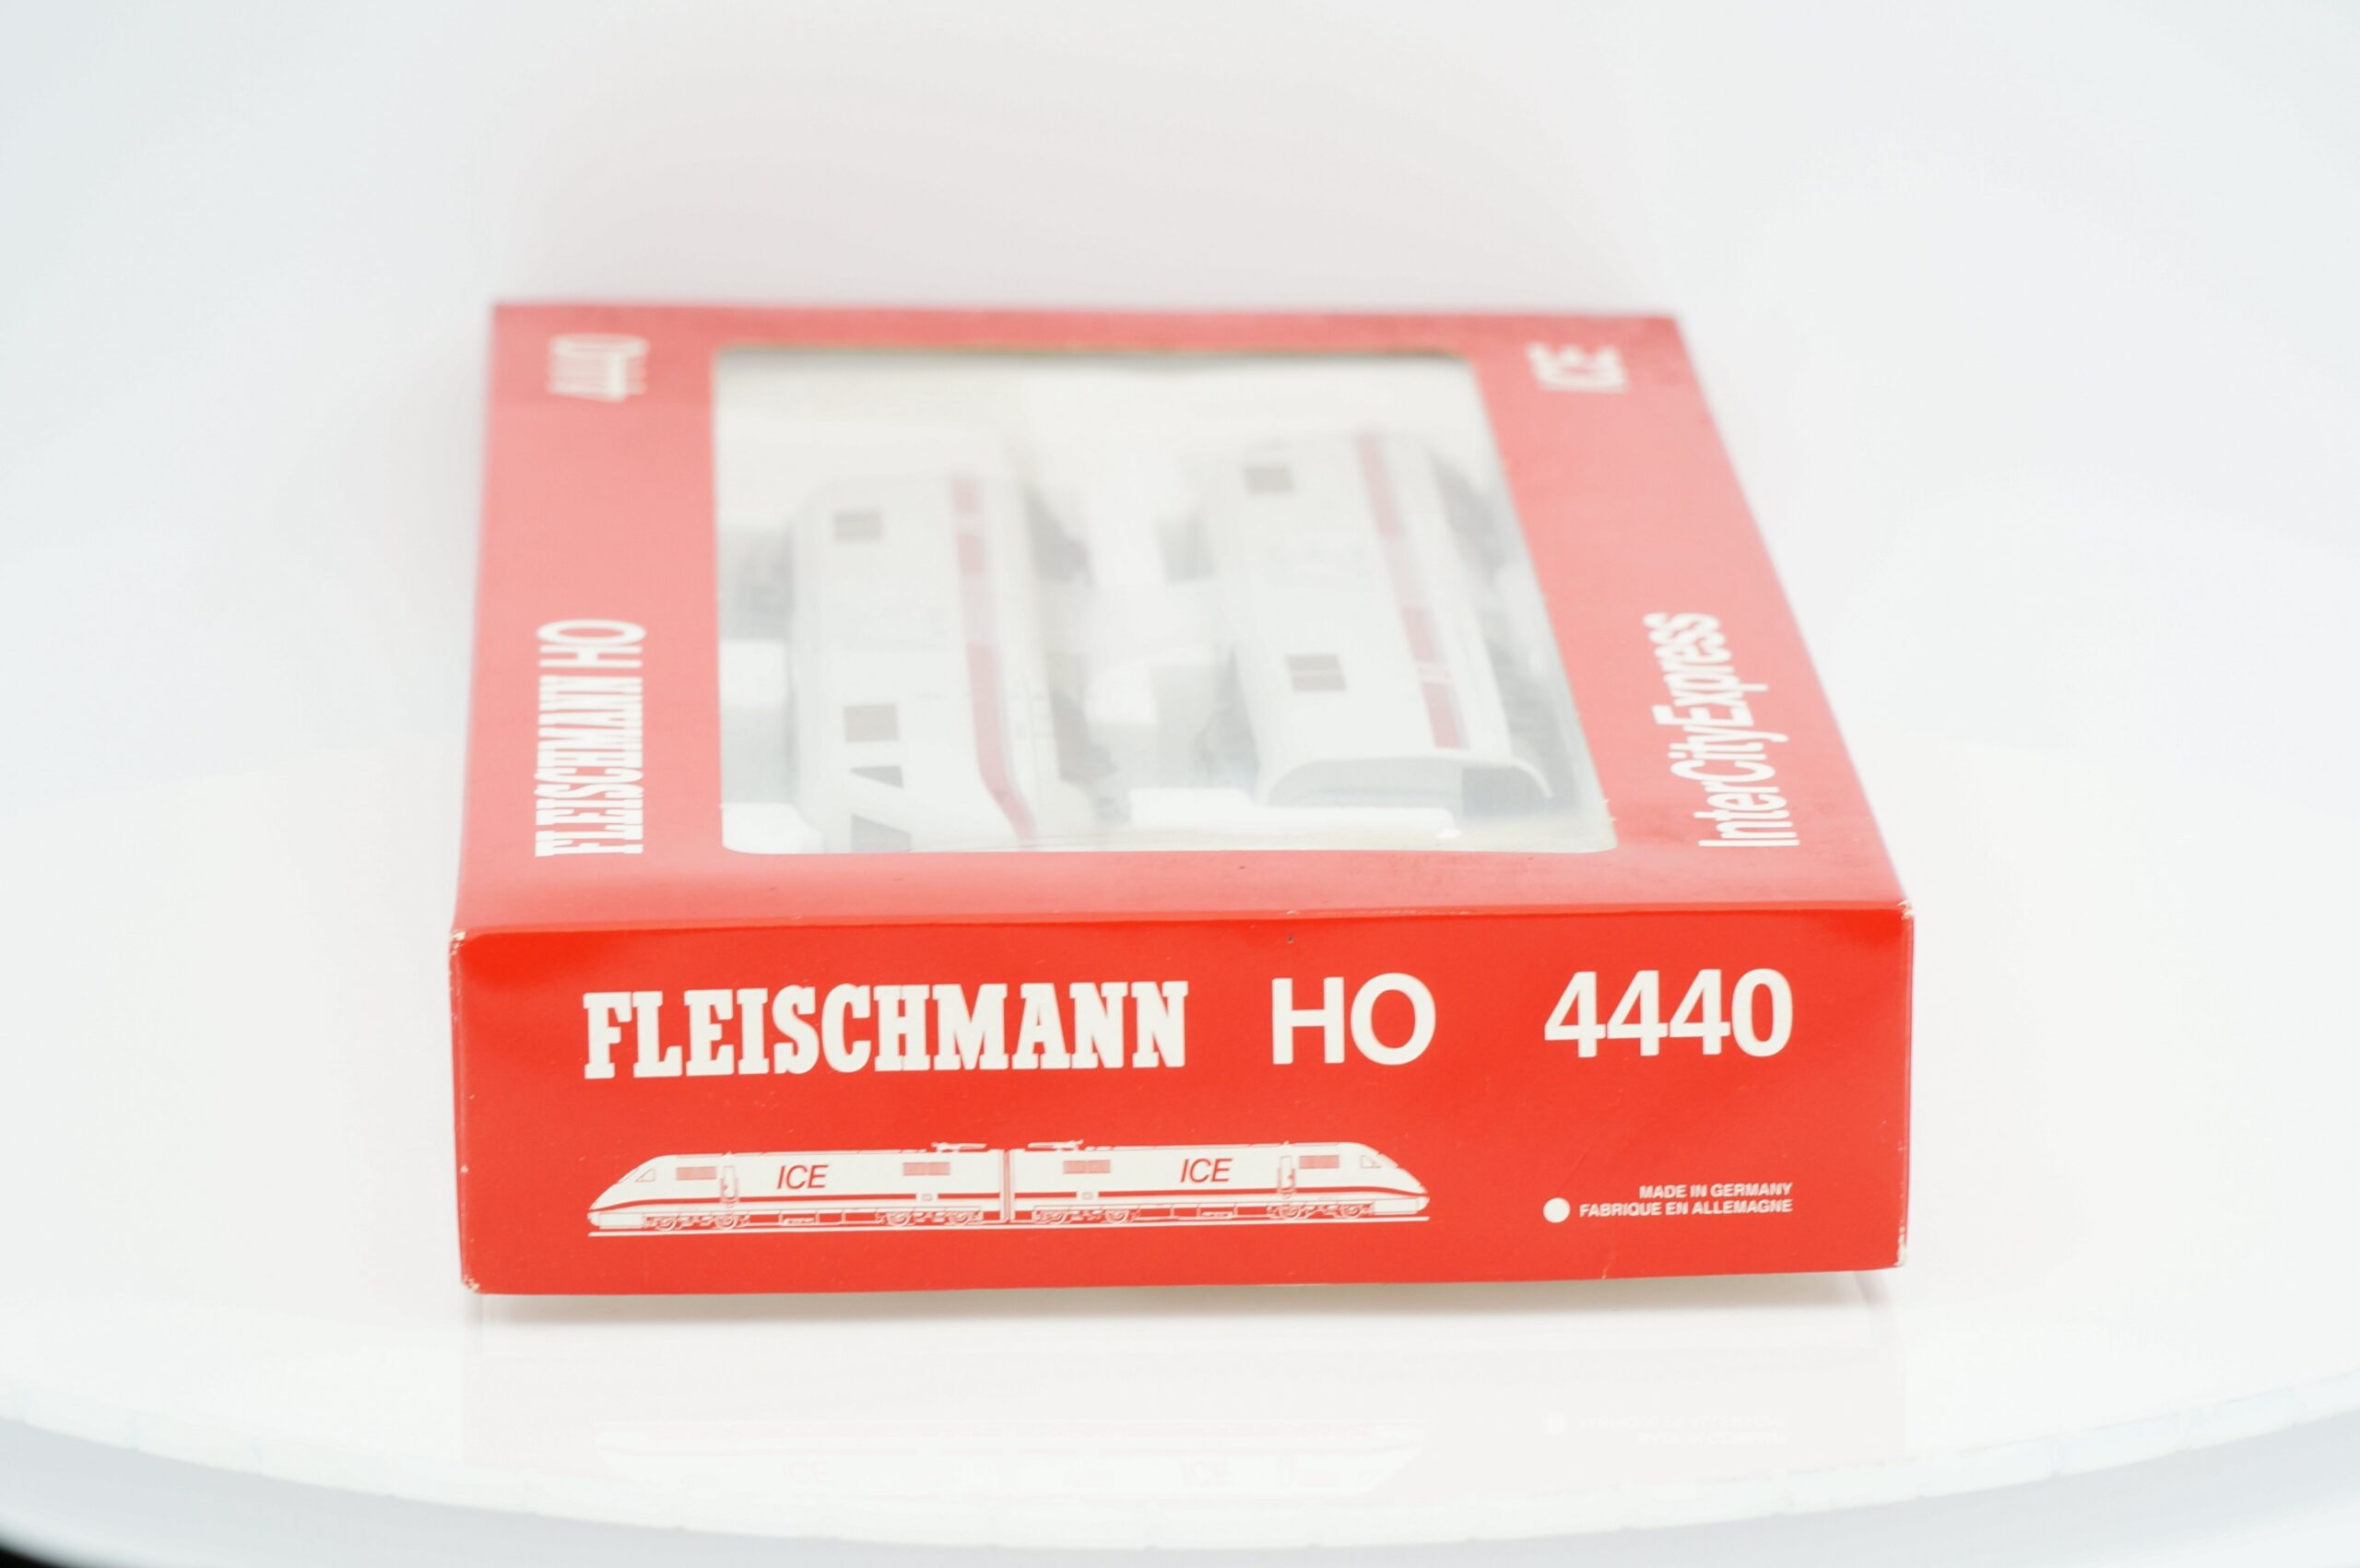 4440
ICE
FLEISCHMANN HO
InterCityExpress
FLEISCHMANN HO 4440
ICE ICE
MADE IN GERMANY
FABRIQUE EN ALLEMAGNE